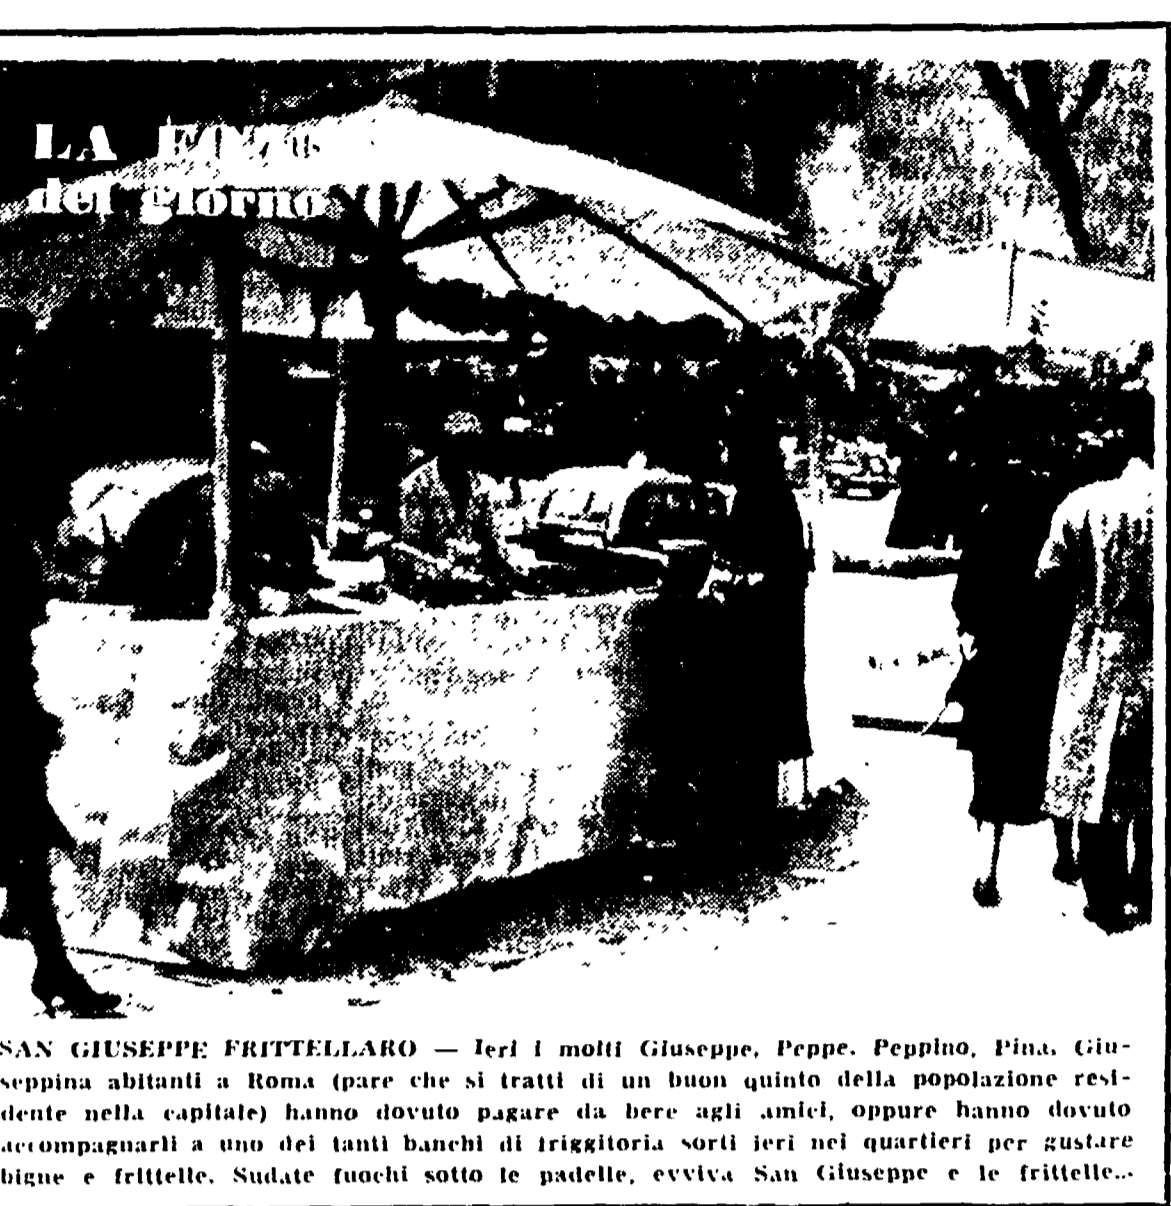 LA FOTO
del giorno
SAN GIUSEPPE FRITTELLARO — Ieri i molti Giuseppe, Peppe, Peppino, Pina, Giu-
seppina abitanti a Roma (pare che si tratti di un buon quinto della popolazione resi-
dente nella capitale) hanno dovuto pagare da bere agli amici, oppure hanno dovuto
accompagnarli a uno dei tanti banchi di friggitoria sorti ieri nei quartieri per gustare
bigne e frittelle. Sudate fuochi sotto le padelle, evviva San Giuseppe e le frittelle...